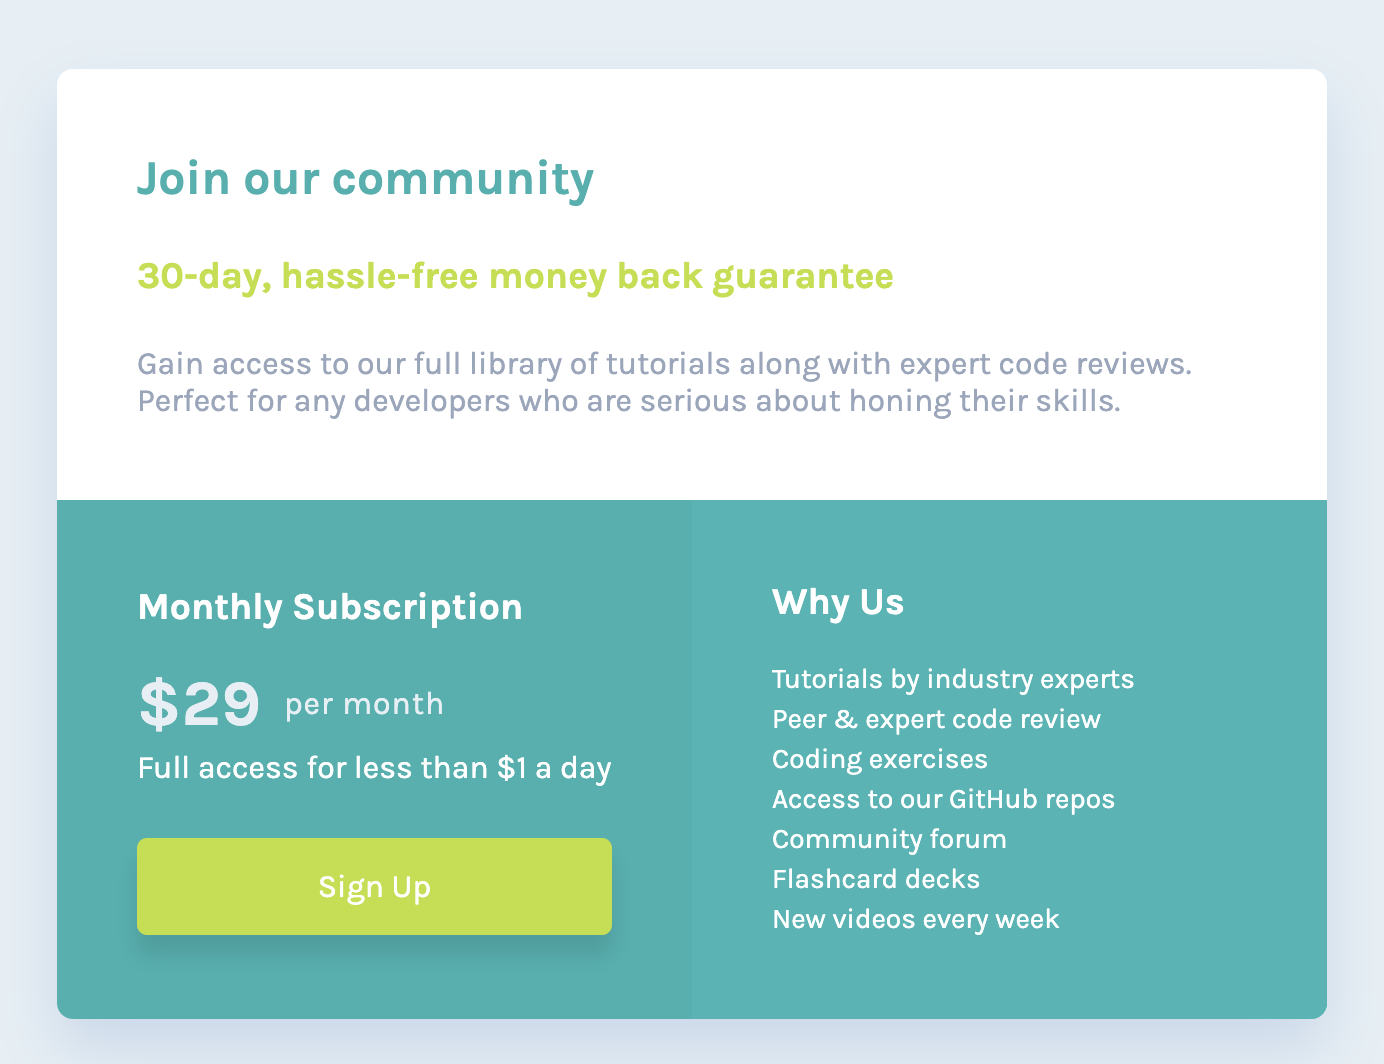 Join our community
30-day, hassle-free money back guarantee
Gain access to our full library of tutorials along with expert code reviews.
Perfect for any developers who are serious about honing their skills.
Monthly Subscription
$29 per month
Full access for less than $1 a day
Sign Up
Why Us
Tutorials by industry experts
Peer & expert code review
Coding exercises
Access to our GitHub repos
Community forum
Flashcard decks
New videos every week